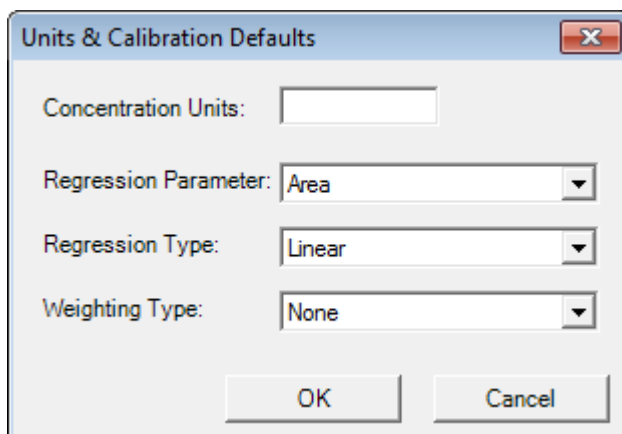 Units & Calibration Defaults
Concentration Units:
Regression Parameter: Area
Regression Type: Linear
Weighting Type: None
OK Cancel